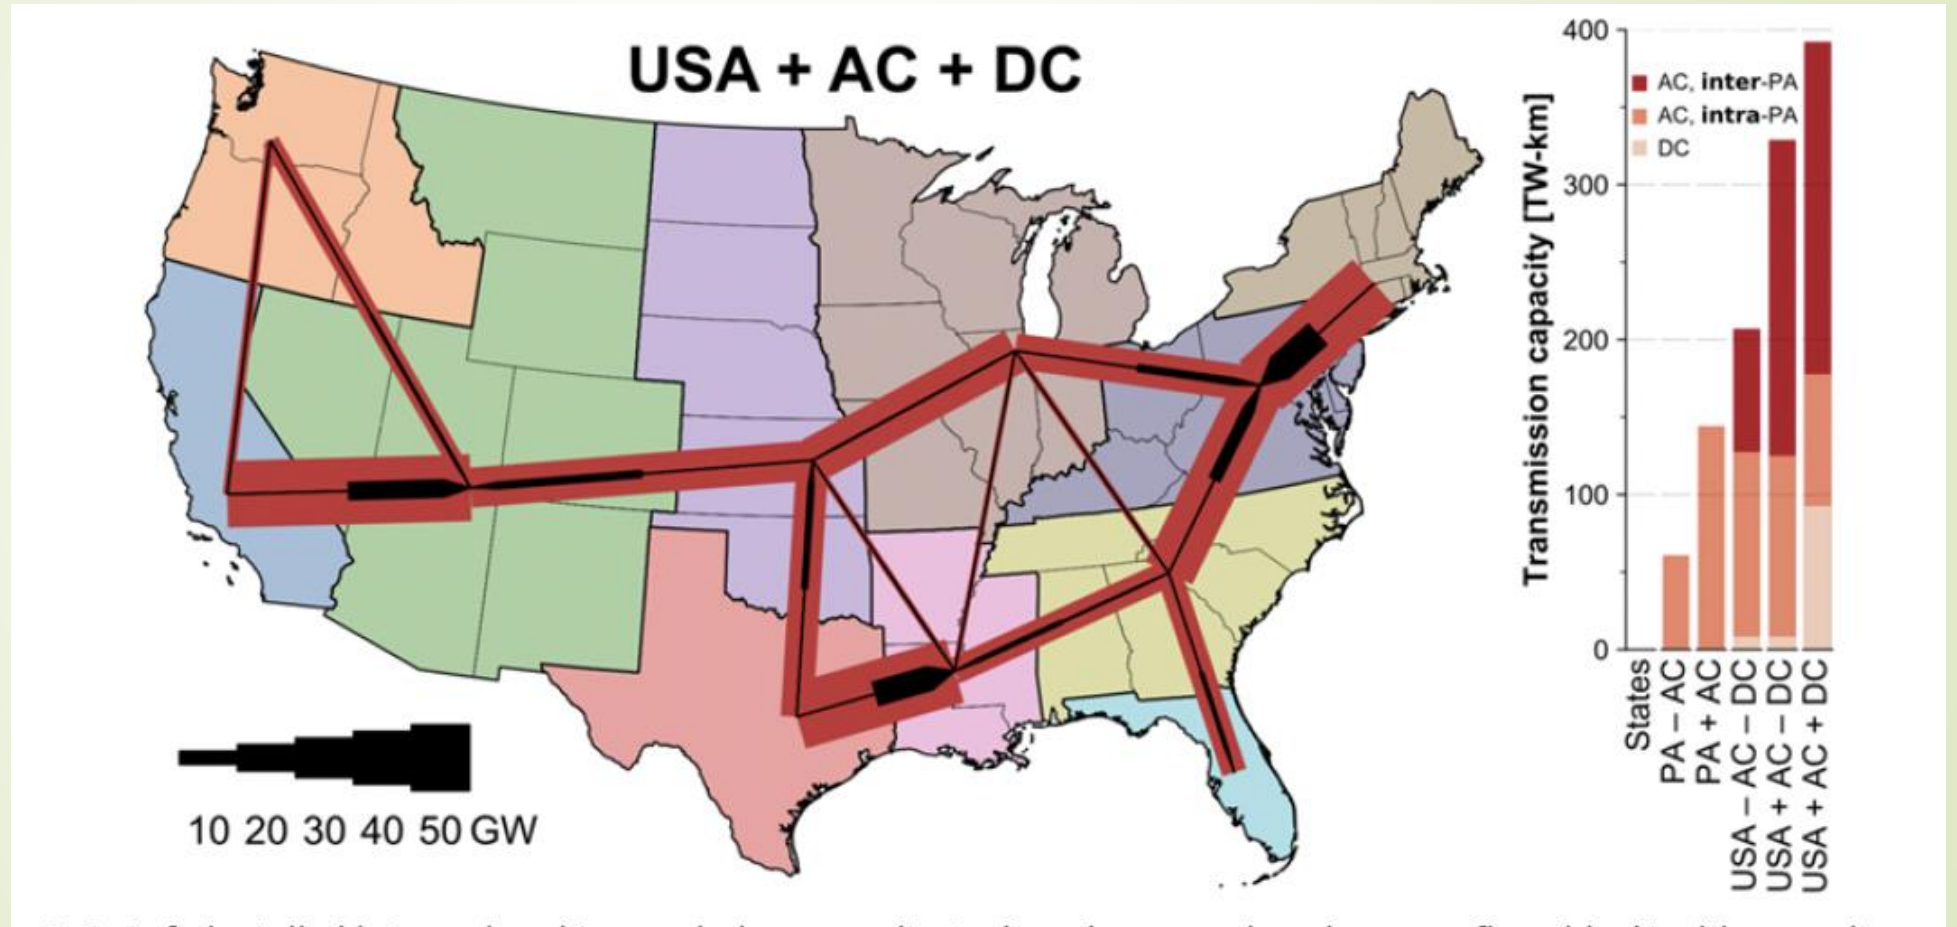 USA + AC + DC
10 20 30 40 50 GW
Transmission capacity [TW-km]
400
300
200
100
0
AC, inter-PA
AC, intra-PA
DC
States
PA – AC
PA + AC
USA – AC – DC
USA + AC – DC
USA + AC + DC